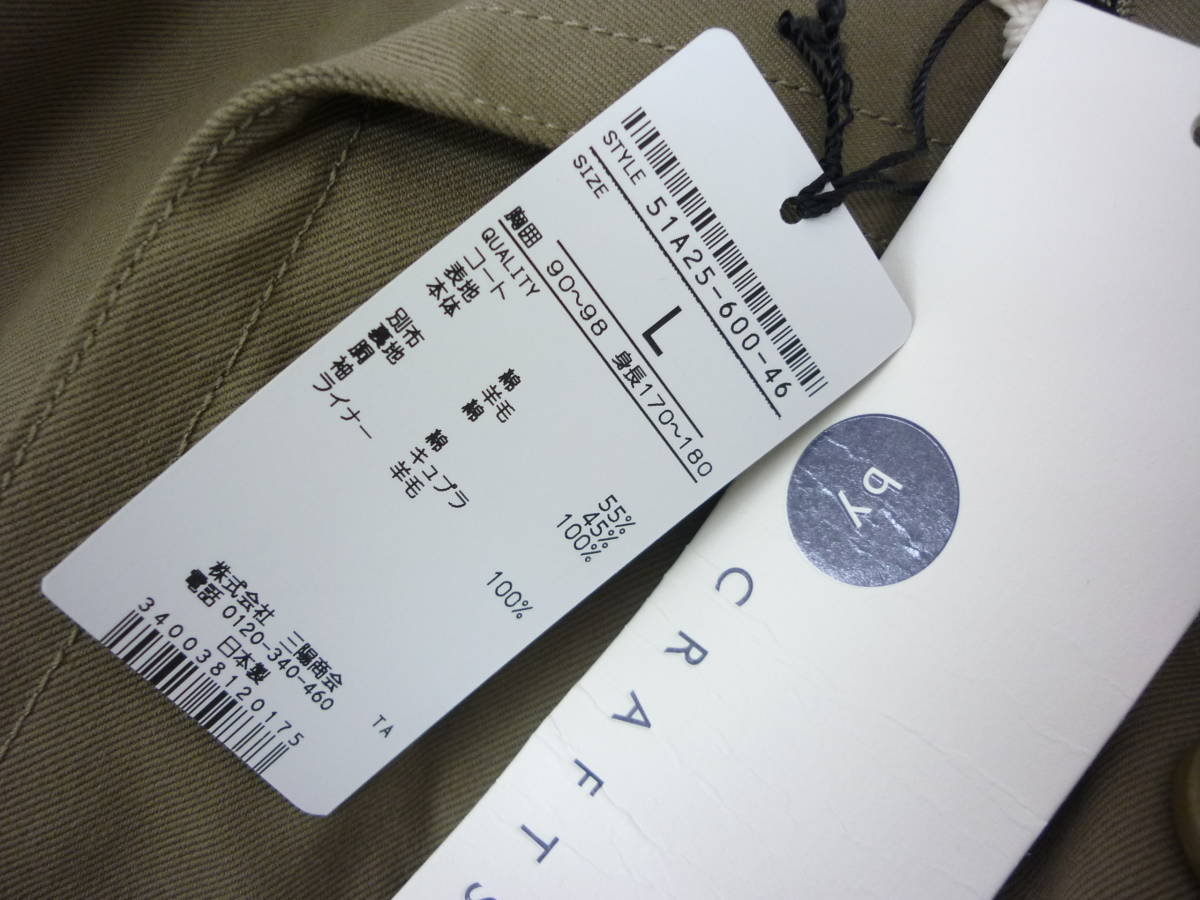 STYLE 51A25-600-46
SIZE
L
胸囲 90～98 身長170～180
QUALITY
コート
表地
本体 綿 55%
羊毛 45%
別布 綿 100%
裏地
胴 綿
袖 キュプラ
ライナー 羊毛 100%
株式会社 三陽商会
電話 0120-340-460
日本製 TA
340038120175
by
CRAFTS